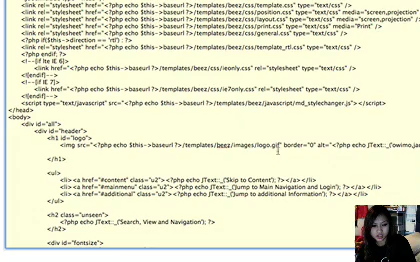 <link rel="stylesheet" href="<?php echo $this->baseurl ?>/templates/beez/css/template.css" type="text/css"
<link rel="stylesheet" href="<?php echo $this->baseurl ?>/templates/beez/css/position.css" type="text/css" media="screen,projection"
<link rel="stylesheet" href="<?php echo $this->baseurl ?>/templates/beez/css/layout.css" type="text/css" media="screen,projection"
<link rel="stylesheet" href="<?php echo $this->baseurl ?>/templates/beez/css/print.css" type="text/css" media="Print" />
<link rel="stylesheet" href="<?php echo $this->baseurl ?>/templates/beez/css/general.css" type="text/css" />
<?php if($this->direction == 'rtl') : ?>
<link rel="stylesheet" href="<?php echo $this->baseurl ?>/templates/beez/css/template_rtl.css" type="text/css" />
<?php endif; ?>
<!--[if lte IE 6]>
<link href="<?php echo $this->baseurl ?>/templates/beez/css/ieonly.css" rel="stylesheet" type="text/css" />
<![endif]-->
<!--[if IE 7]>
<link href="<?php echo $this->baseurl ?>/templates/beez/css/ie7only.css" rel="stylesheet" type="text/css" />
<![endif]-->
<script type="text/javascript" src="<?php echo $this->baseurl ?>/templates/beez/javascript/md_stylechanger.js"></script>
</head>
<body>
<div id="all">
<div id="header">
<h1 id="logo">
<img src="<?php echo $this->baseurl ?>/templates/beez/images/logo.gif" border="0" alt="<?php echo JText::_('owimo,ja
</h1>
<ul>
<li><a href="#content" class="u2"><?php echo JText::_('Skip to Content'); ?></a></li>
<li><a href="#mainmenu" class="u2"><?php echo JText::_('Jump to Main Navigation and Login'); ?></a></li>
<li><a href="#additional" class="u2"><?php echo JText::_('Jump to additional Information'); ?></a></li>
</ul>
<h2 class="unseen">
<?php echo JText::_('Search, View and Navigation'); ?>
</h2>
<div id="fontsize">